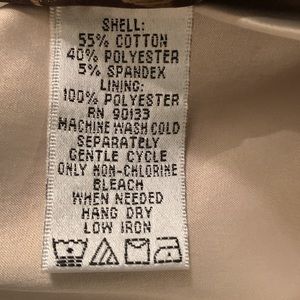 SHELL:
55% COTTON
40% POLYESTER
5% SPANDEX
LINING:
100% POLYESTER
RN 90133
MACHINE WASH COLD
SEPARATELY
GENTLE CYCLE
ONLY NON-CHLORINE
BLEACH
WHEN NEEDED
HANG DRY
LOW IRON